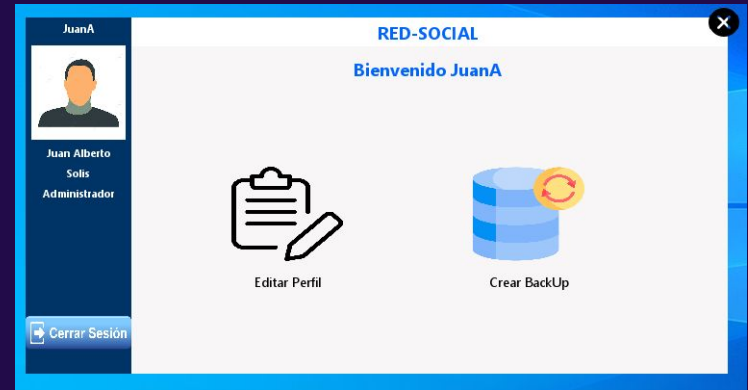 JuanA
RED-SOCIAL
Bienvenido JuanA
Juan Alberto
Solis
Administrador
Editar Perfil
Crear BackUp
Cerrar Sesión